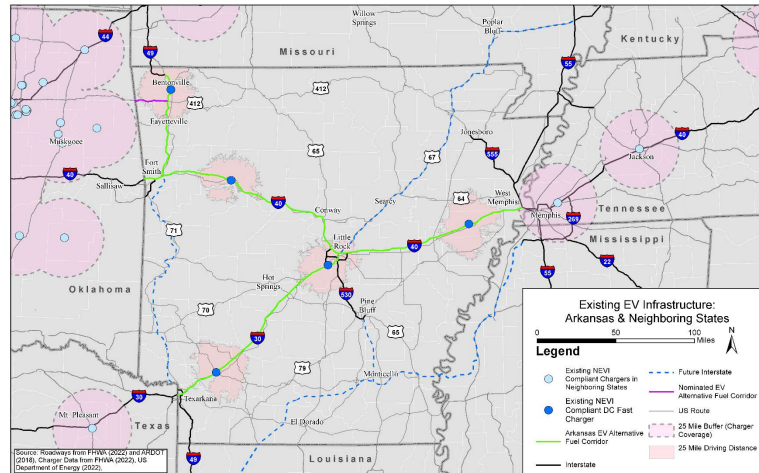 Willow
Springs
Poplar
Bluff
Missouri
Kentucky
44
49
55
Bentonville
412
412
Fayetteville
Jonesboro
555
40
Muskogee
65
67
Jackson
Fort
Smith
40
Sallisaw
40
Searcy
64
West
Memphis
Conway
Memphis
Tennessee
269
Mississippi
71
Little
Rock
40
55
22
Hot
Springs
530
Oklahoma
70
Pine
Bluff
65
30
79
Monticello
Mt. Pleasant
30
Texarkana
El Dorado
Texas
49
Louisiana
Existing EV Infrastructure:
Arkansas & Neighboring States
0 50 100
Miles
N
Legend
Existing NEVI
Compliant Chargers in
Neighboring States
Existing NEVI
Compliant DC Fast
Charger
Arkansas EV Alternative
Fuel Corridor
Interstate
Future Interstate
Nominated EV
Alternative Fuel Corridor
US Route
25 Mile Buffer (Charger
Coverage)
25 Mile Driving Distance
Source: Roadways from FHWA (2022) and ARDOT
(2018), Charger Data from FHWA (2022), US
Department of Energy (2022),